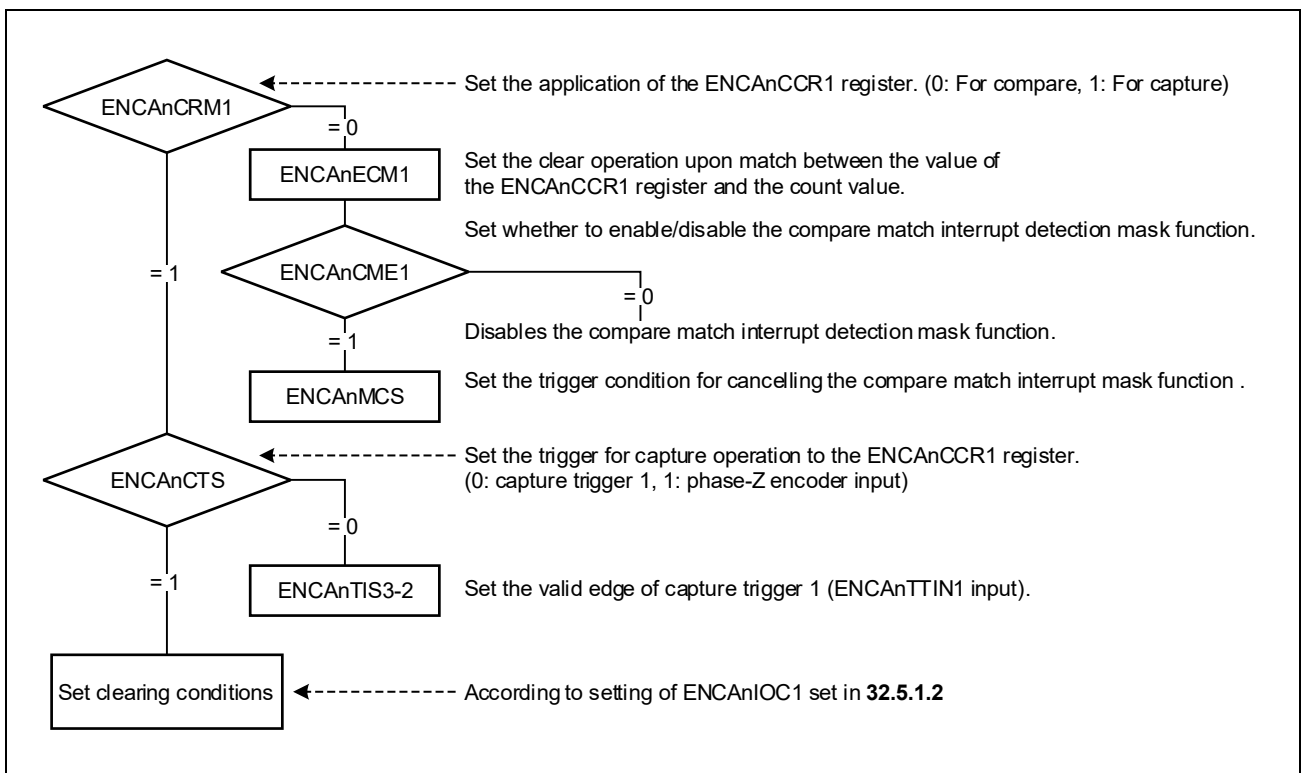 Set the application of the ENCAnCCR1 register. (0: For compare, 1: For capture)
ENCAnCRM1
= 0
ENCAnECM1
Set the clear operation upon match between the value of
the ENCAnCCR1 register and the count value.
Set whether to enable/disable the compare match interrupt detection mask function.
= 1
ENCAnCME1
= 0
Disables the compare match interrupt detection mask function.
= 1
ENCAnMCS
Set the trigger condition for cancelling the compare match interrupt mask function .
ENCAnCTS
Set the trigger for capture operation to the ENCAnCCR1 register.
(0: capture trigger 1, 1: phase-Z encoder input)
= 0
= 1
ENCAnTIS3-2
Set the valid edge of capture trigger 1 (ENCAnTTIN1 input).
Set clearing conditions
According to setting of ENCAnIOC1 set in 32.5.1.2